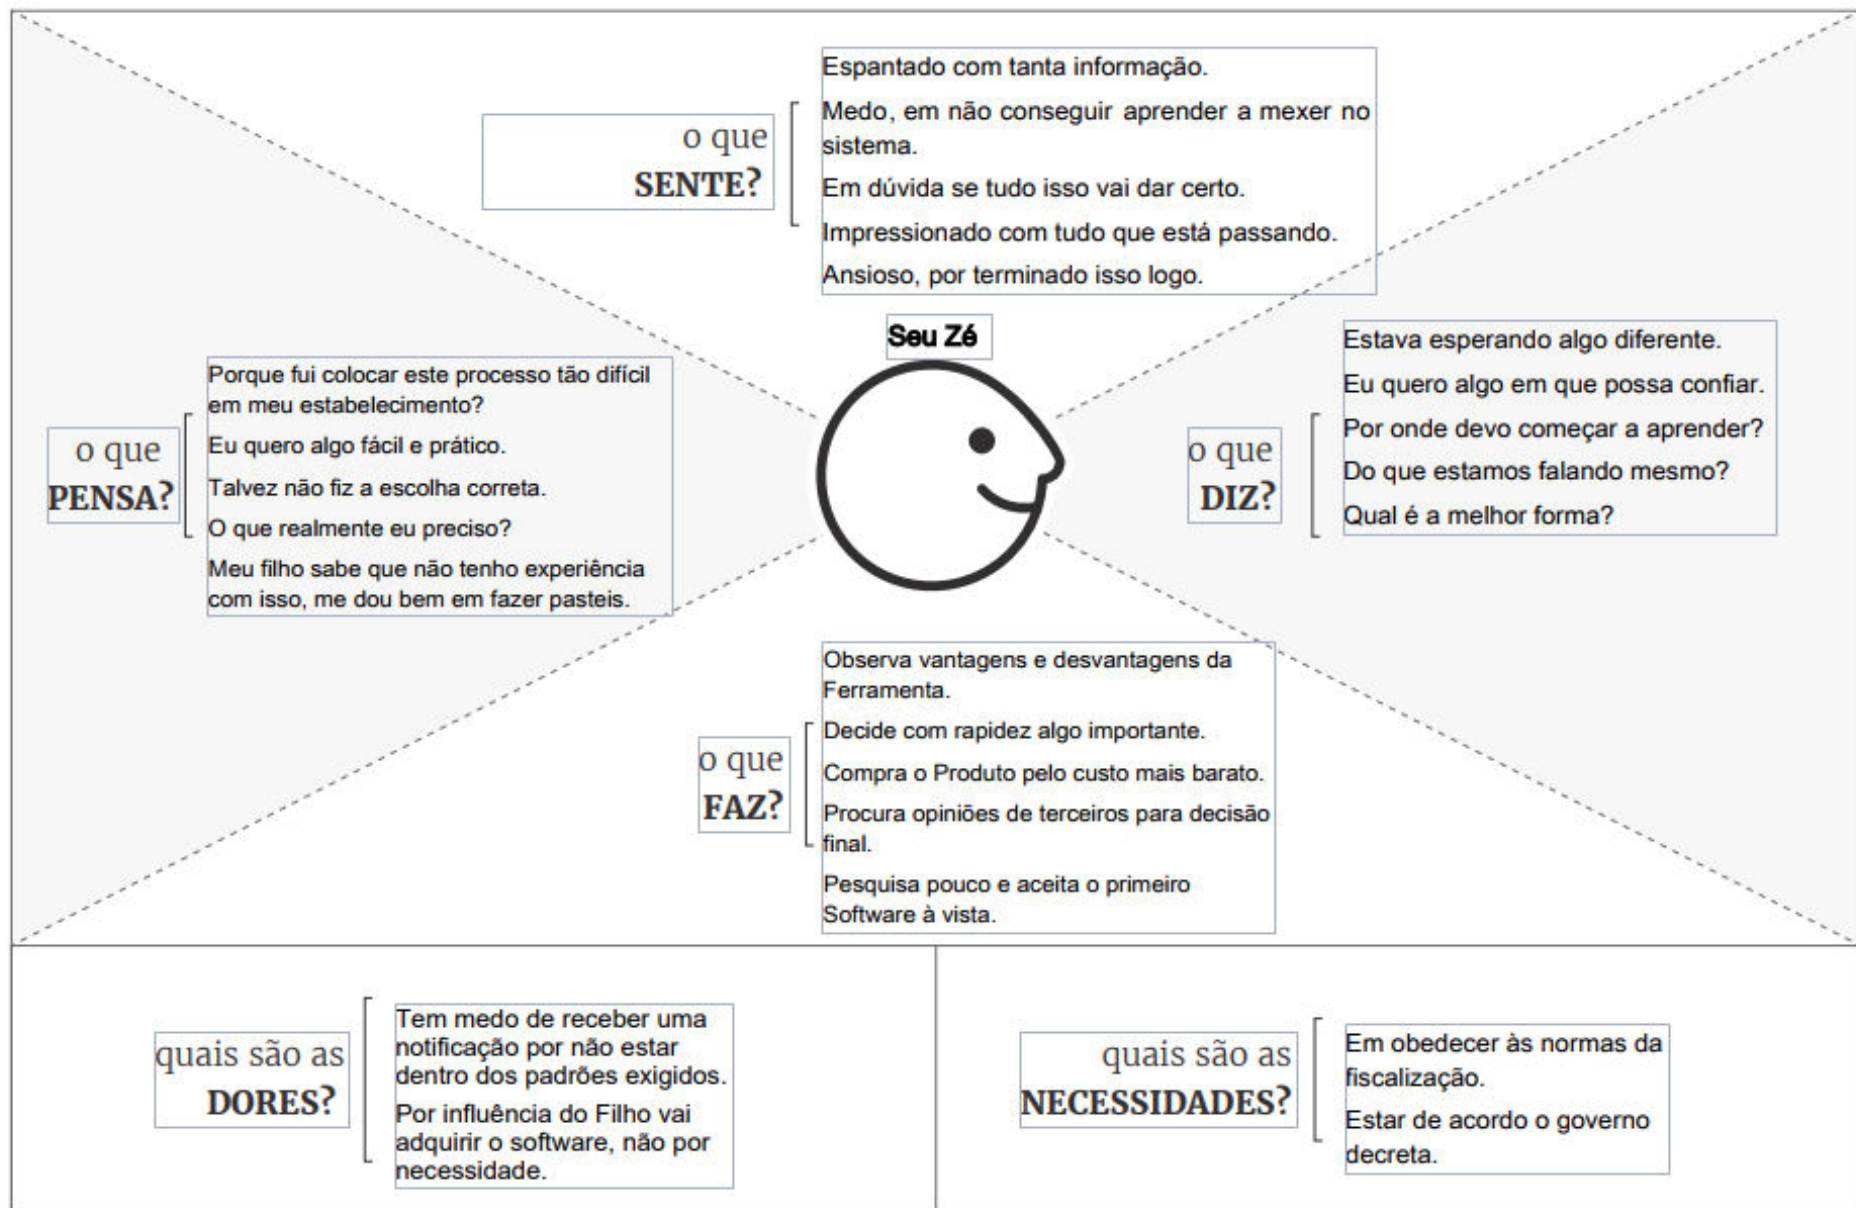 o que
SENTE?
Espantado com tanta informação.
Medo, em não conseguir aprender a mexer no
sistema.
Em dúvida se tudo isso vai dar certo.
Impressionado com tudo que está passando.
Ansioso, por terminado isso logo.
Seu Zé
o que
PENSA?
Porque fui colocar este processo tão difícil
em meu estabelecimento?
Eu quero algo fácil e prático.
Talvez não fiz a escolha correta.
O que realmente eu preciso?
Meu filho sabe que não tenho experiência
com isso, me dou bem em fazer pasteis.
o que
DIZ?
Estava esperando algo diferente.
Eu quero algo em que possa confiar.
Por onde devo começar a aprender?
Do que estamos falando mesmo?
Qual é a melhor forma?
o que
FAZ?
Observa vantagens e desvantagens da
Ferramenta.
Decide com rapidez algo importante.
Compra o Produto pelo custo mais barato.
Procura opiniões de terceiros para decisão
final.
Pesquisa pouco e aceita o primeiro
Software à vista.
quais são as
DORES?
Tem medo de receber uma
notificação por não estar
dentro dos padrões exigidos.
Por influência do Filho vai
adquirir o software, não por
necessidade.
quais são as
NECESSIDADES?
Em obedecer às normas da
fiscalização.
Estar de acordo o governo
decreta.